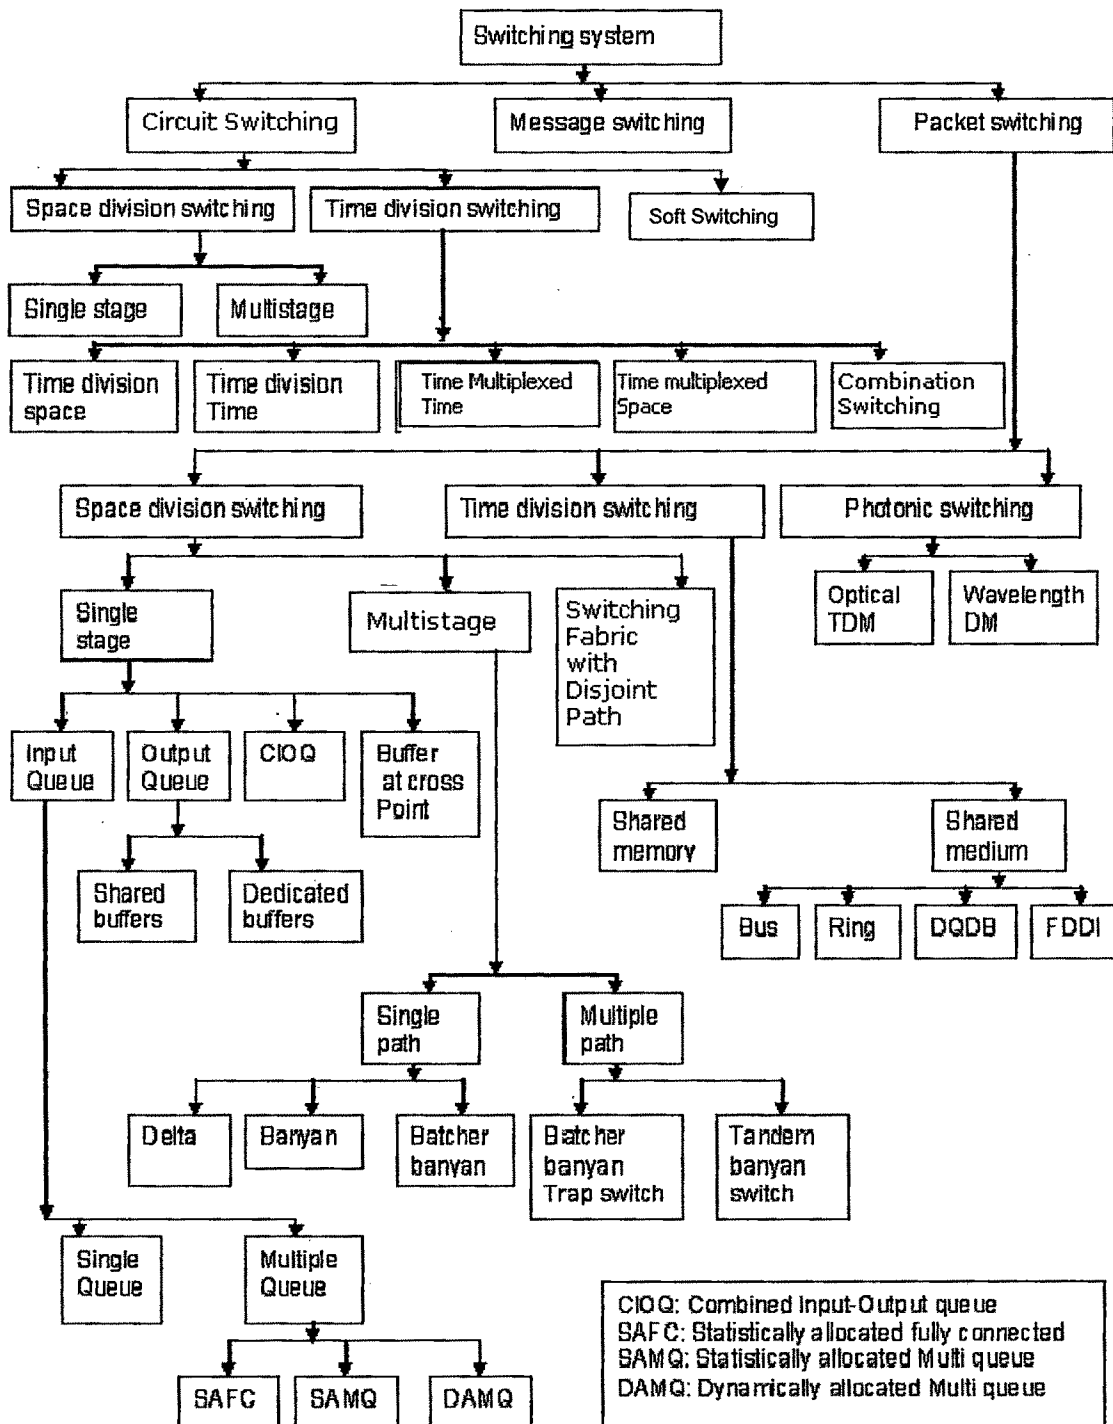 Switching system
Circuit Switching
Message switching
Packet switching
Space division switching
Time division switching
Soft Switching
Single stage
Multistage
Time division
space
Time division
Time
Time Multiplexed
Time
Time multiplexed
Space
Combination
Switching
Space division switching
Time division switching
Photonic switching
Single
stage
Multistage
Switching
Fabric
with
Disjoint
Path
Optical
TDM
Wavelength
DM
Input
Queue
Output
Queue
CIOQ
Buffer
at cross
Point
Shared
memory
Shared
medium
Shared
buffers
Dedicated
buffers
Bus
Ring
DQDB
FDDI
Single
path
Multiple
path
Delta
Banyan
Batcher
banyan
Batcher
banyan
Trap switch
Tandem
banyan
switch
Single
Queue
Multiple
Queue
SAFC
SAMQ
DAMQ
CIOQ: Combined Input-Output queue
SAFC: Statistically allocated fully connected
SAMQ: Statistically allocated Multi queue
DAMQ: Dynamically allocated Multi queue